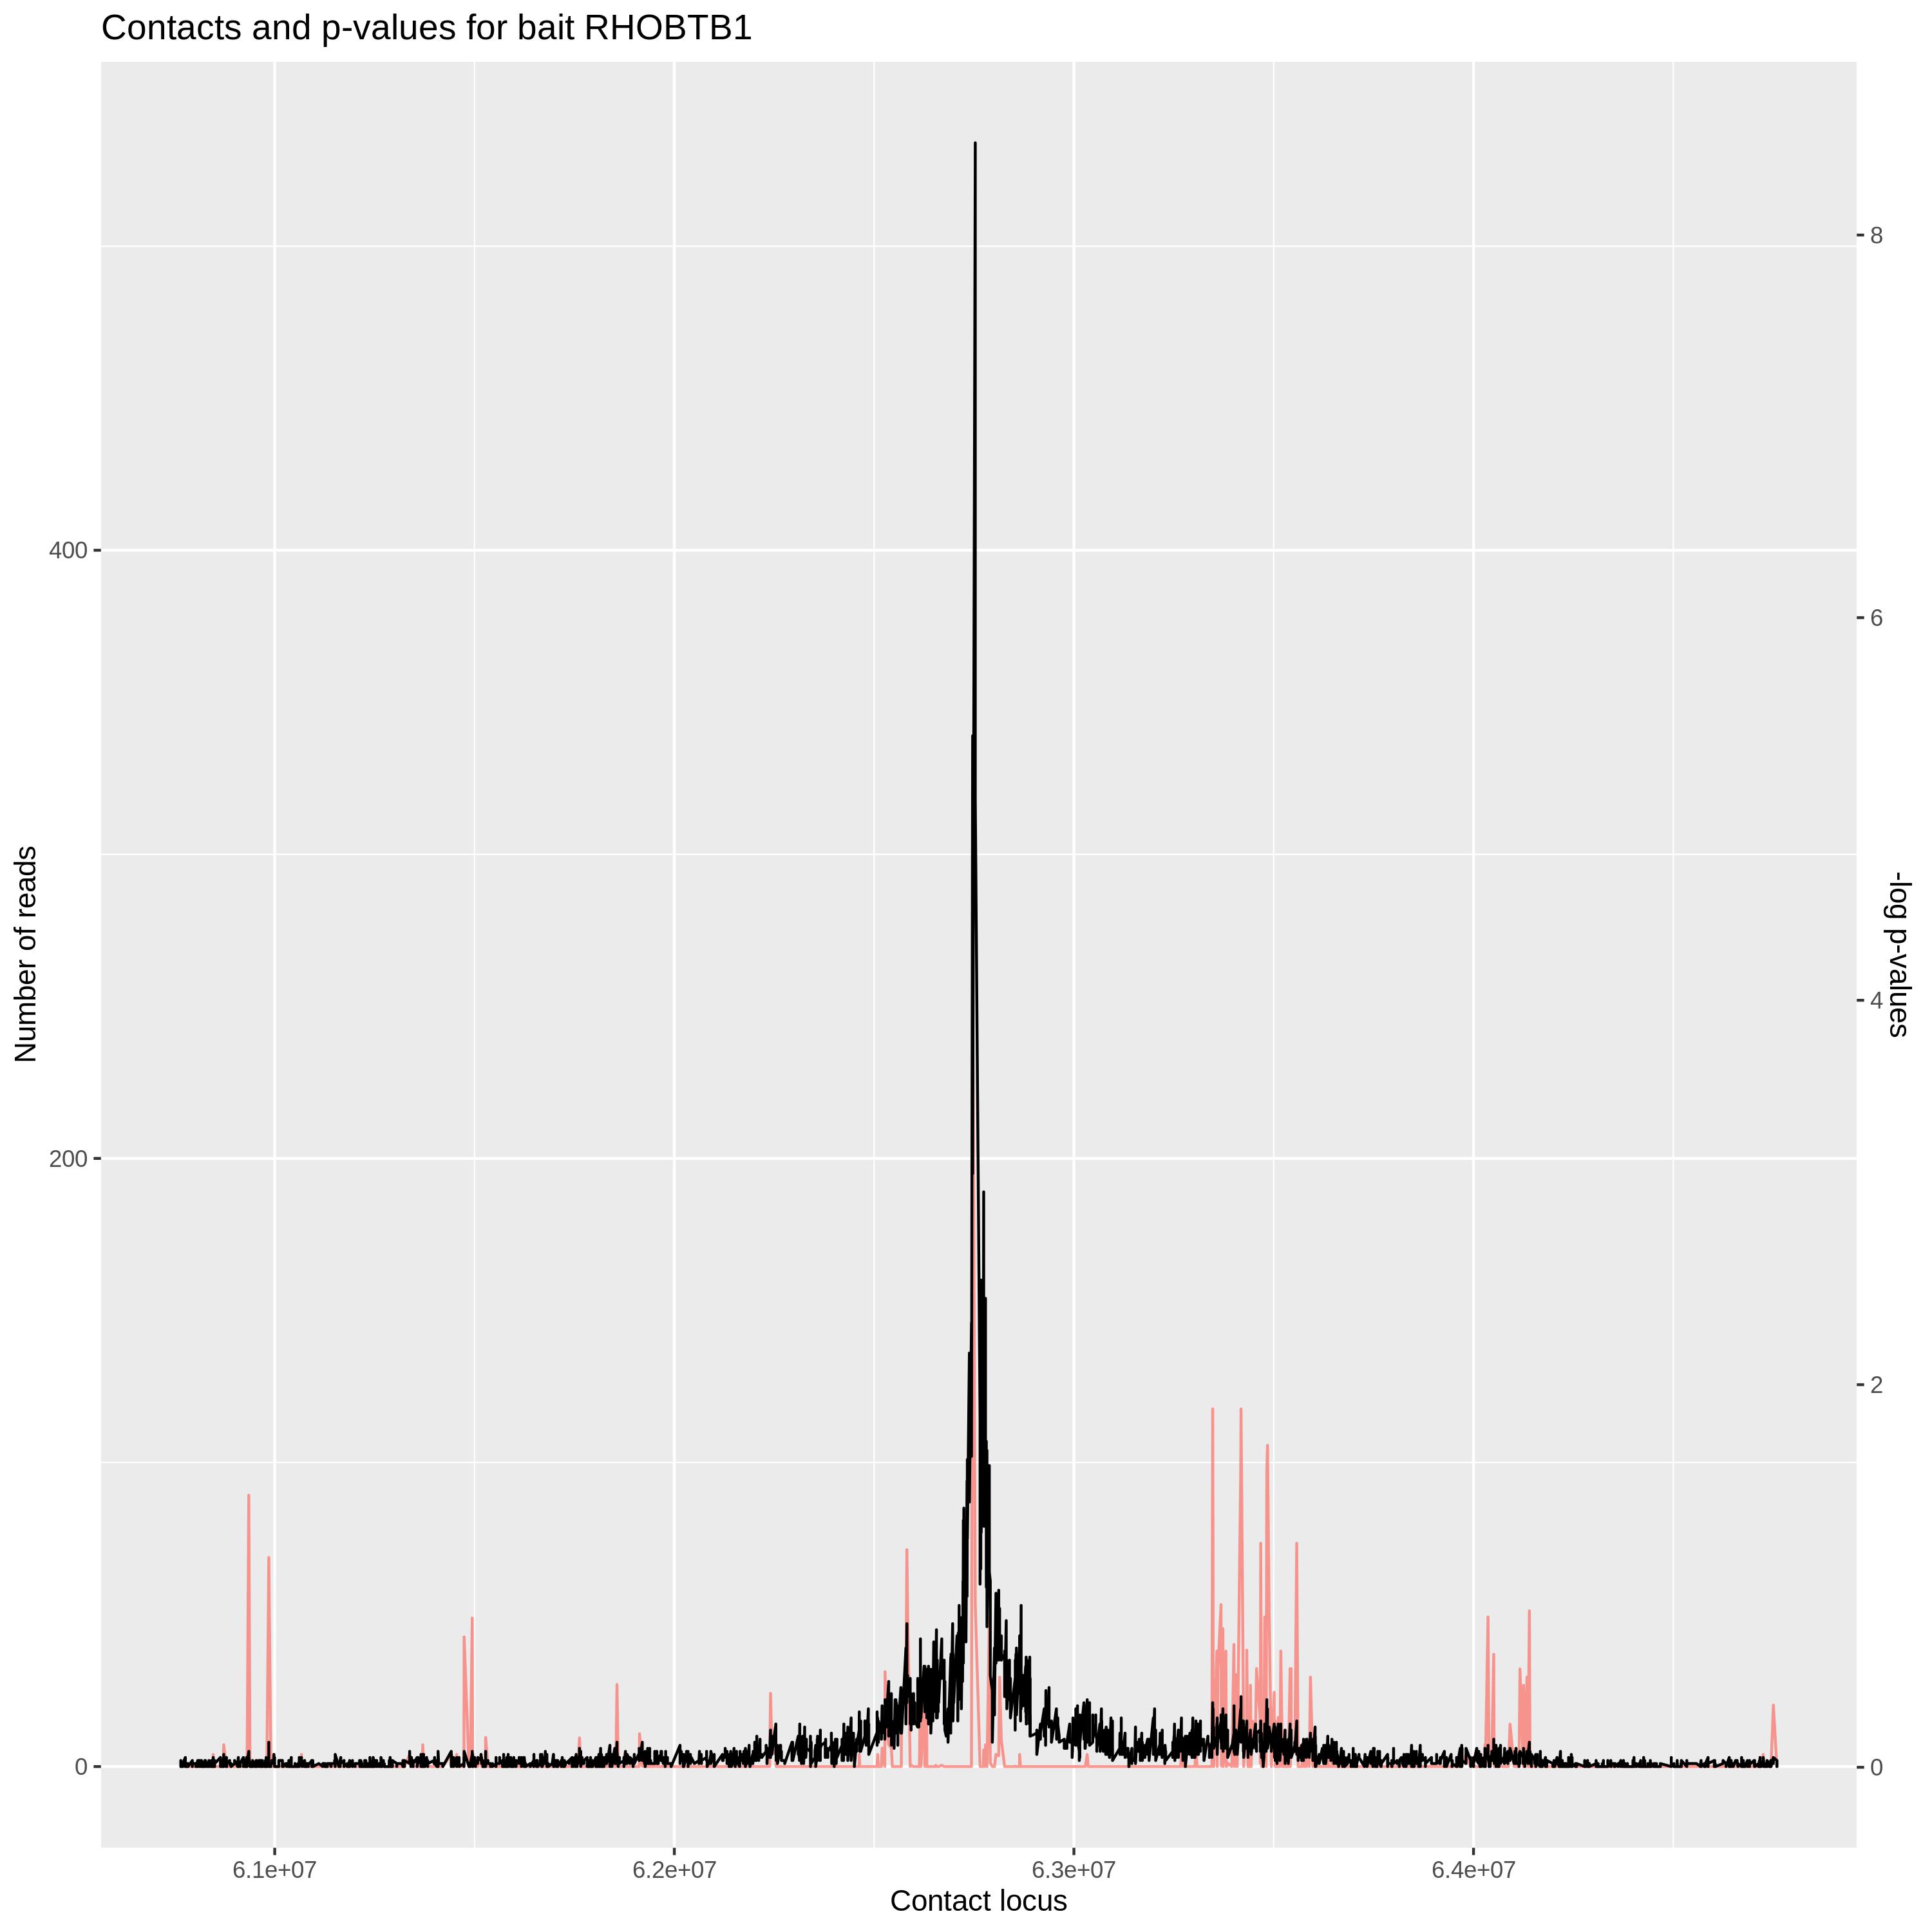 Contacts and p-values for bait RHOBTB1
Number of reads
400
200
0
8
6
4
2
0
-log p-values
6.1e+07 6.2e+07 6.3e+07 6.4e+07
Contact locus